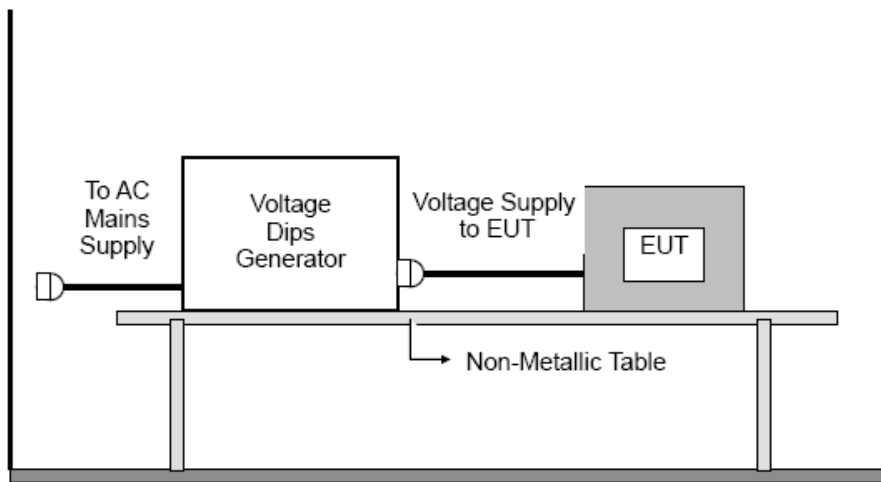 To AC
Mains
Supply
Voltage
Dips
Generator
Voltage Supply
to EUT
EUT
Non-Metallic Table